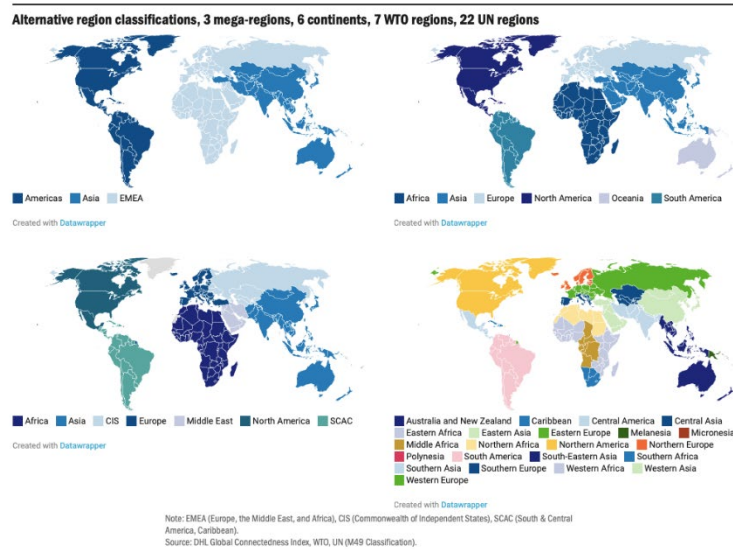 Alternative region classifications, 3 mega-regions, 6 continents, 7 WTO regions, 22 UN regions
Americas Asia EMEA
Created with Datawrapper
Africa Asia Europe North America Oceania South America
Created with Datawrapper
Africa Asia CIS Europe Middle East North America SCAC
Created with Datawrapper
Australia and New Zealand Caribbean Central America Central Asia
Eastern Africa Eastern Asia Eastern Europe Melanesia Micronesia
Middle Africa Northern Africa Northern America Northern Europe
Polynesia South America South-Eastern Asia Southern Africa
Southern Asia Southern Europe Western Africa Western Asia
Western Europe
Created with Datawrapper
Note: EMEA (Europe, the Middle East, and Africa), CIS (Commonwealth of Independent States), SCAC (South & Central
America, Caribbean).
Source: DHL Global Connectedness Index, WTO, UN (M49 Classification).